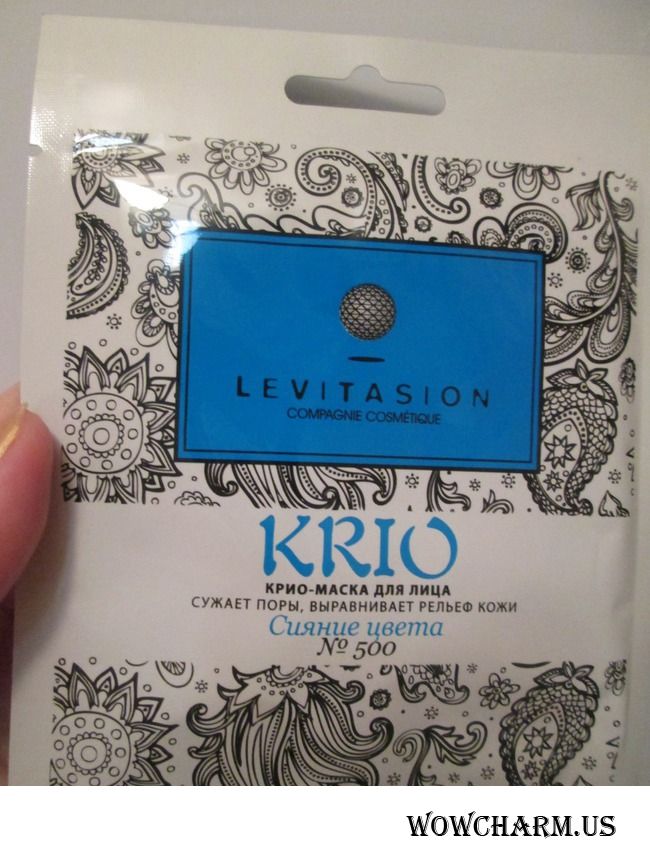 LEVITASION
COMPAGNIE COSMÉTIQUE
KRIO
КРИО-МАСКА ДЛЯ ЛИЦА
СУЖАЕТ ПОРЫ, ВЫРАВНИВАЕТ РЕЛЬЕФ КОЖИ
Сияние цвета
№ 500
WOWCHARM.US